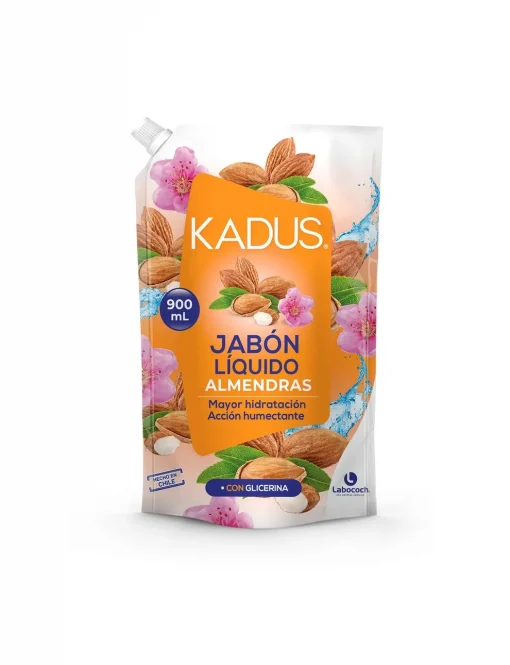 KADUS®
900
mL
JABÓN
LÍQUIDO
ALMENDRAS
Mayor hidratación
Acción humectante
HECHO EN
CHILE
• CON GLICERINA
L
Labococh.